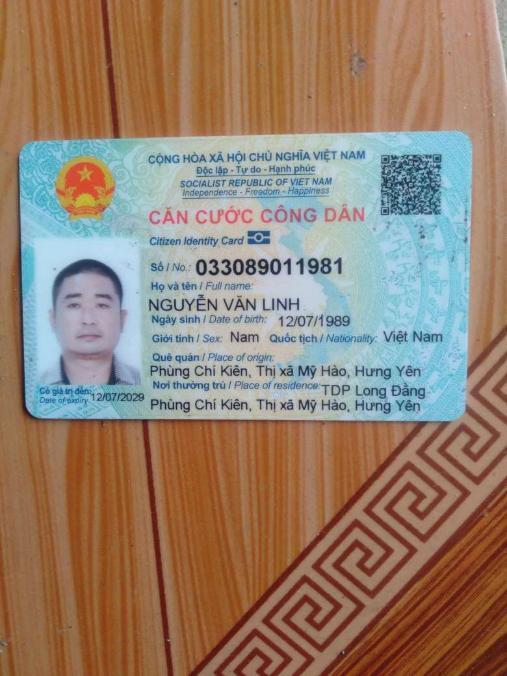 CỘNG HÒA XÃ HỘI CHỦ NGHĨA VIỆT NAM
Độc lập - Tự do - Hạnh phúc
SOCIALIST REPUBLIC OF VIET NAM
Independence - Freedom - Happiness
CĂN CƯỚC CÔNG DÂN
Citizen Identity Card
Số / No.: 033089011981
Họ và tên / Full name:
NGUYỄN VĂN LINH
Ngày sinh / Date of birth: 12/07/1989
Giới tính / Sex: Nam Quốc tịch / Nationality: Việt Nam
Quê quán / Place of origin:
Phùng Chí Kiên, Thị xã Mỹ Hào, Hưng Yên
Nơi thường trú / Place of residence: TDP Long Đằng
Phùng Chí Kiên, Thị xã Mỹ Hào, Hưng Yên
Có giá trị đến: 12/07/2029
Date of expiry